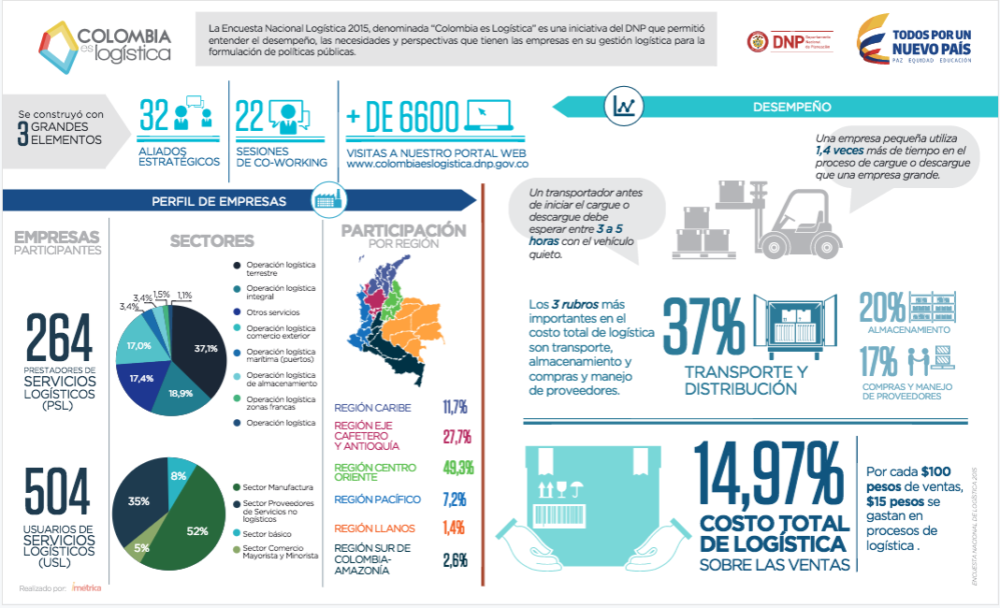 COLOMBIA
es
logística
La Encuesta Nacional Logística 2015, denominada “Colombia es Logística” es una iniciativa del DNP que permitió
entender el desempeño, las necesidades y perspectivas que tienen las empresas en su gestión logística para la
formulación de políticas públicas.
DNP
Departamento
Nacional
de Planeación
TODOS POR UN
NUEVO PAÍS
PAZ EQUIDAD EDUCACIÓN
Se construyó con
3 GRANDES
ELEMENTOS
32
ALIADOS
ESTRATÉGICOS
22
SESIONES
DE CO-WORKING
+ DE 6600
VISITAS A NUESTRO PORTAL WEB
www.colombiaeslogistica.dnp.gov.co
PERFIL DE EMPRESAS
EMPRESAS
PARTICIPANTES
264
PRESTADORES DE
SERVICIOS
LOGÍSTICOS
(PSL)
504
USUARIOS DE
SERVICIOS
LOGÍSTICOS
(USL)
SECTORES
3,4%
3,4%
1,5%
1,1%
37,1%
18,9%
17,4%
17,0%
Operación logística
terrestre
Operación logística
integral
Otros servicios
Operación logística
comercio exterior
Operación logística
marítima (puertos)
Operación logística
de almacenamiento
Operación logística
zonas francas
Operación logística
8%
35%
52%
5%
Sector Manufactura
Sector Proveedores
de Servicios no
logísticos
Sector básico
Sector Comercio
Mayorista y Minorista
PARTICIPACIÓN
POR REGIÓN
REGIÓN CARIBE 11,7%
REGIÓN EJE
CAFETERO
Y ANTIOQUÍA
27,7%
REGIÓN CENTRO
ORIENTE
49,3%
REGIÓN PACÍFICO 7,2%
REGIÓN LLANOS 1,4%
REGIÓN SUR DE
COLOMBIA-
AMAZONÍA
2,6%
Realizado por: métrica
DESEMPEÑO
Una empresa pequeña utiliza
1,4 veces más de tiempo en el
proceso de cargue o descargue
que una empresa grande.
Un transportador antes
de iniciar el cargue o
descargue debe
esperar entre 3 a 5
horas con el vehículo
quieto.
Los 3 rubros más
importantes en el
costo total de logística
son transporte,
almacenamiento y
compras y manejo
de proveedores.
37%
TRANSPORTE Y
DISTRIBUCIÓN
20%
ALMACENAMIENTO
17%
COMPRAS Y MANEJO
DE PROVEEDORES
14,97%
COSTO TOTAL
DE LOGÍSTICA
SOBRE LAS VENTAS
Por cada $100
pesos de ventas,
$15 pesos se
gastan en
procesos de
logística .
ENCUESTA NACIONAL DE LOGÍSTICA 2015